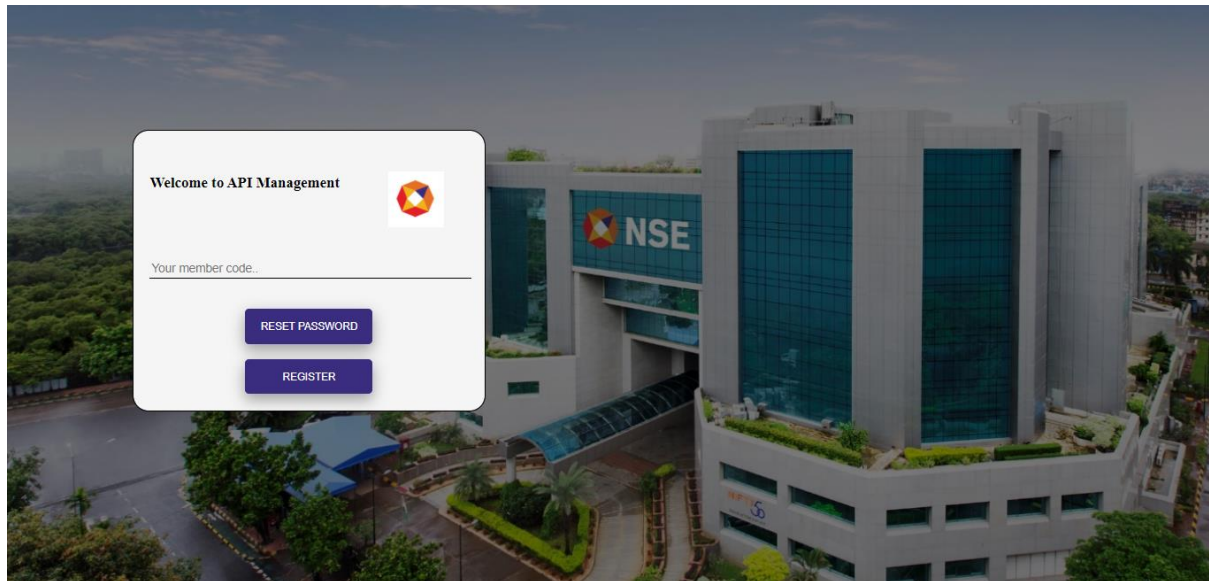 Welcome to API Management
Your member code..
RESET PASSWORD
REGISTER
NSE